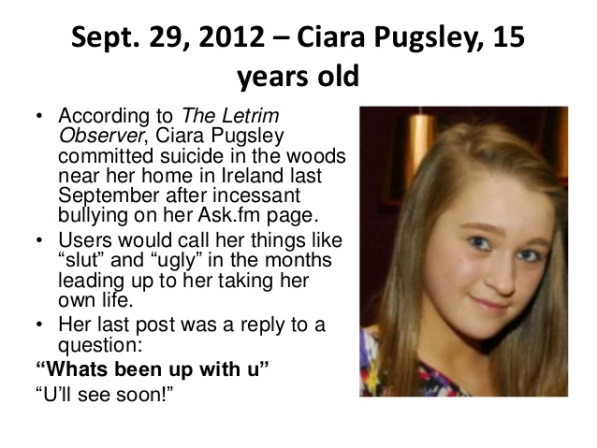 Sept. 29, 2012 – Ciara Pugsley, 15
years old
• According to The Letrim
Observer, Ciara Pugsley
committed suicide in the woods
near her home in Ireland last
September after incessant
bullying on her Ask.fm page.
• Users would call her things like
“slut” and “ugly” in the months
leading up to her taking her
own life.
• Her last post was a reply to a
question:
“Whats been up with u”
“U’ll see soon!”